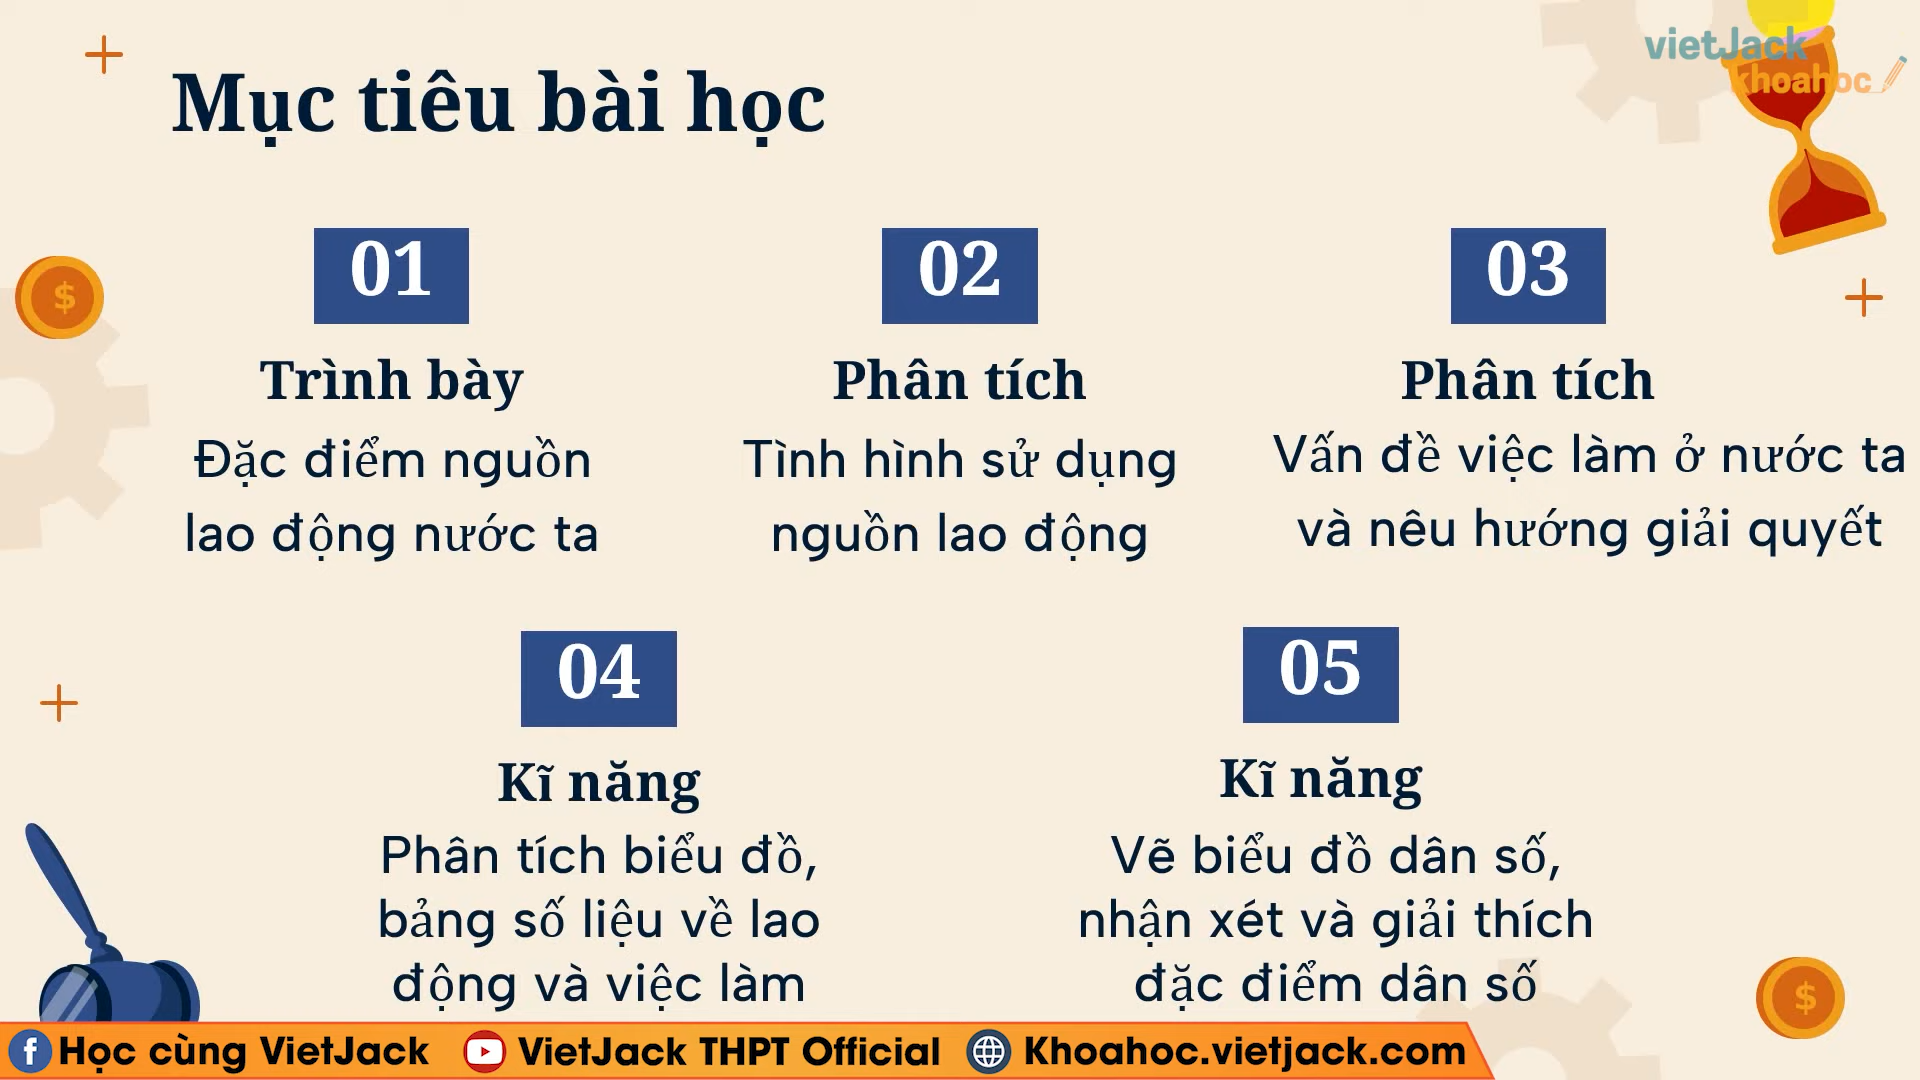 vietJack
khoahoc
Mục tiêu bài học
01
02
03
Trình bày
Phân tích
Phân tích
Đặc điểm nguồn
lao động nước ta
Tình hình sử dụng
nguồn lao động
Vấn đề việc làm ở nước ta
và nêu hướng giải quyết
04
05
Kĩ năng
Kĩ năng
Phân tích biểu đồ,
bảng số liệu về lao
động và việc làm
Vẽ biểu đồ dân số,
nhận xét và giải thích
đặc điểm dân số
$
$
Học cùng VietJack
VietJack THPT Official
Khoahoc.vietjack.com